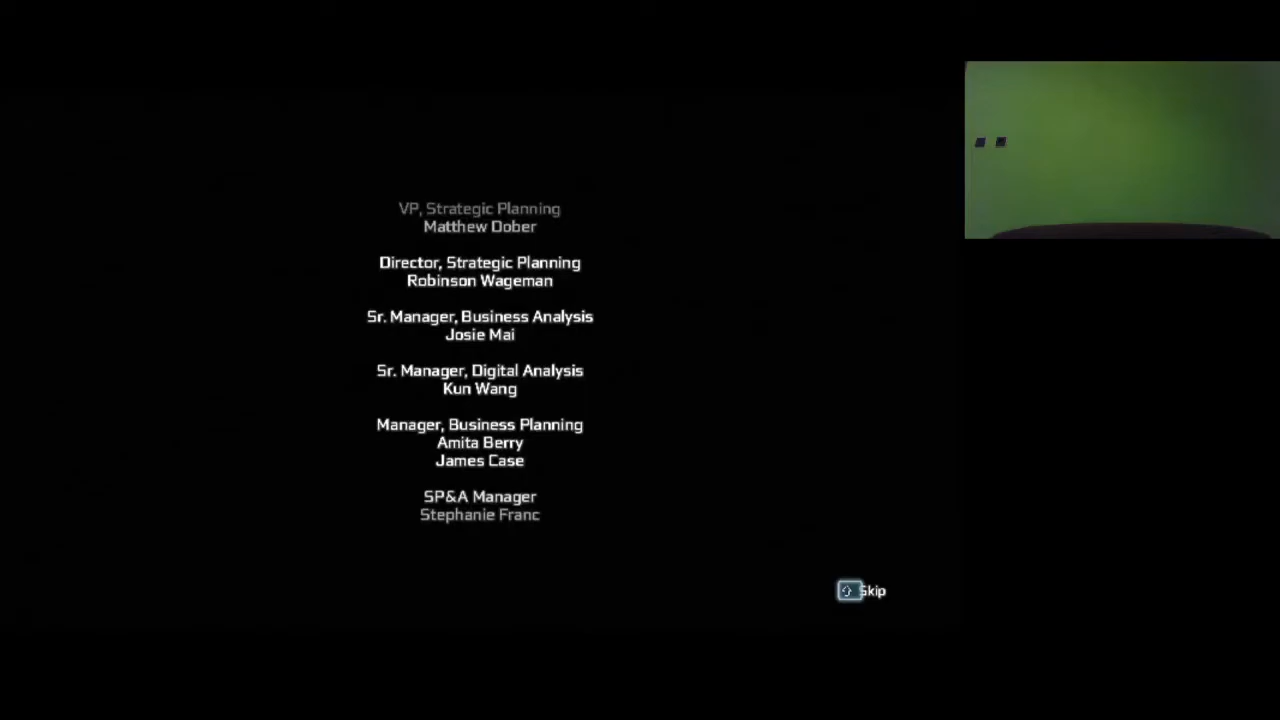 VP, Strategic Planning
Matthew Dober
Director, Strategic Planning
Robinson Wageman
Sr. Manager, Business Analysis
Josie Mai
Sr. Manager, Digital Analysis
Kun Wang
Manager, Business Planning
Amita Berry
James Case
SP&A Manager
Stephanie Franc
Skip